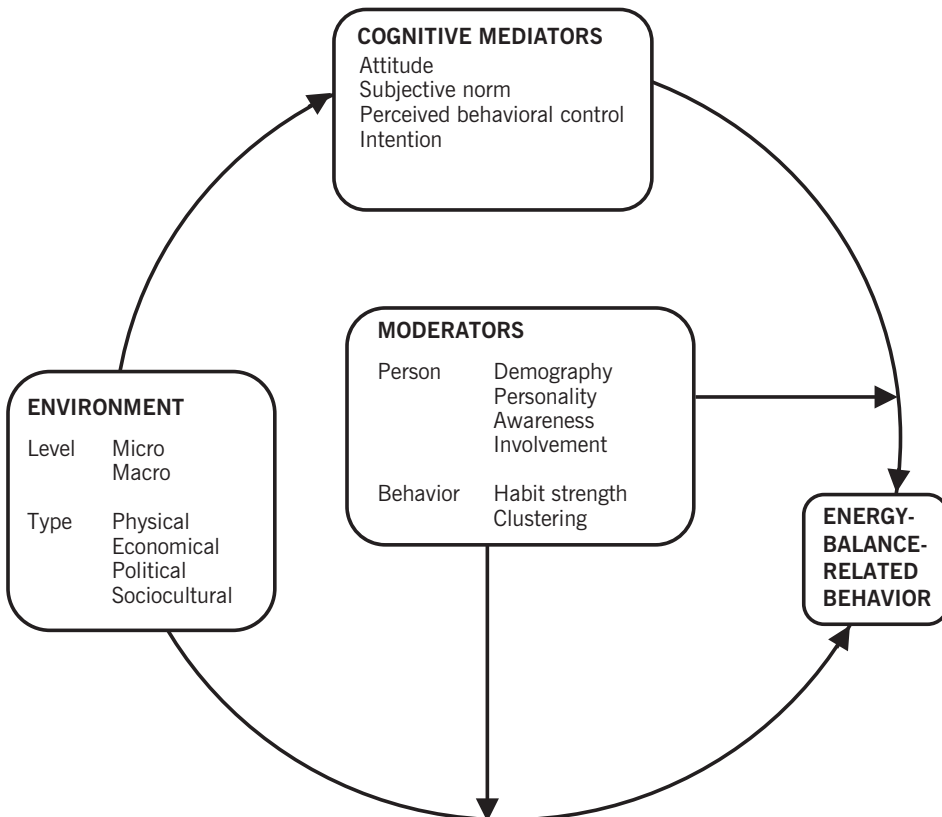 COGNITIVE MEDIATORS
Attitude
Subjective norm
Perceived behavioral control
Intention
MODERATORS
Person Demography
Personality
Awareness
Involvement
Behavior Habit strength
Clustering
ENVIRONMENT
Level Micro
Macro
Type Physical
Economical
Political
Sociocultural
ENERGY-
BALANCE-
RELATED
BEHAVIOR